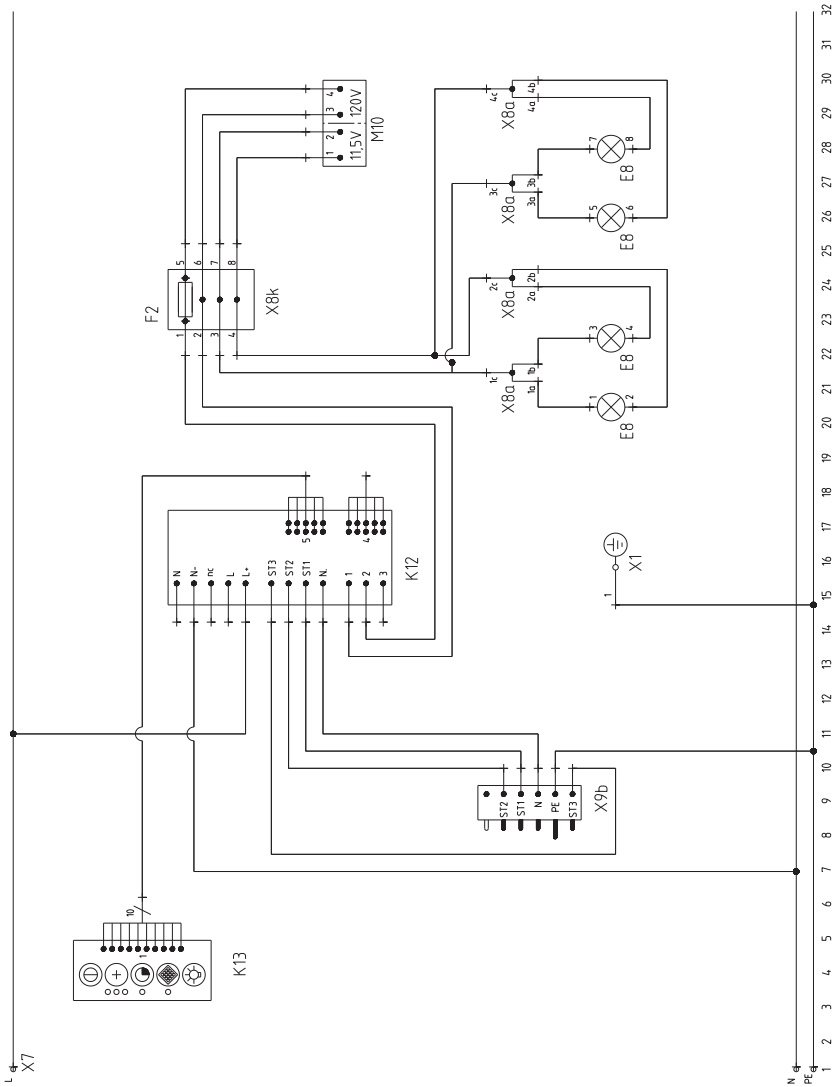 L
X7
K13
1
10
N
N-
nc
L
L+
ST3
ST2
ST1
N.
1
2
3
5
4
K12
F2
1
2
3
4
5
6
7
8
X8k
1
2
3
4
11,5V
120V
M10
ST2
ST1
N
PE
ST3
X9b
1
X1
1c
X8a
1a
1b
1
2
E8
3
4
E8
2c
X8a
2a
2b
3c
X8a
3a
3b
5
6
E8
7
8
E8
4c
X8a
4a
4b
N
PE
1 2 3 4 5 6 7 8 9 10 11 12 13 14 15 16 17 18 19 20 21 22 23 24 25 26 27 28 29 30 31 32